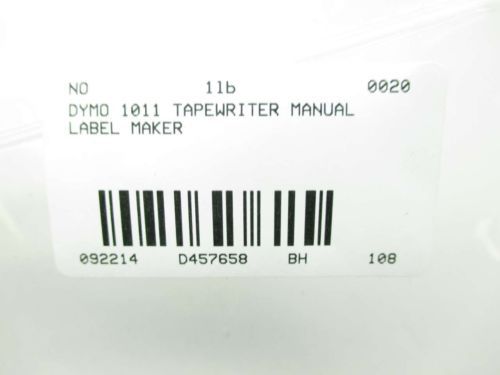 NO 1lb 0020
DYMO 1011 TAPEWRITER MANUAL
LABEL MAKER
092214 D457658 BH 108